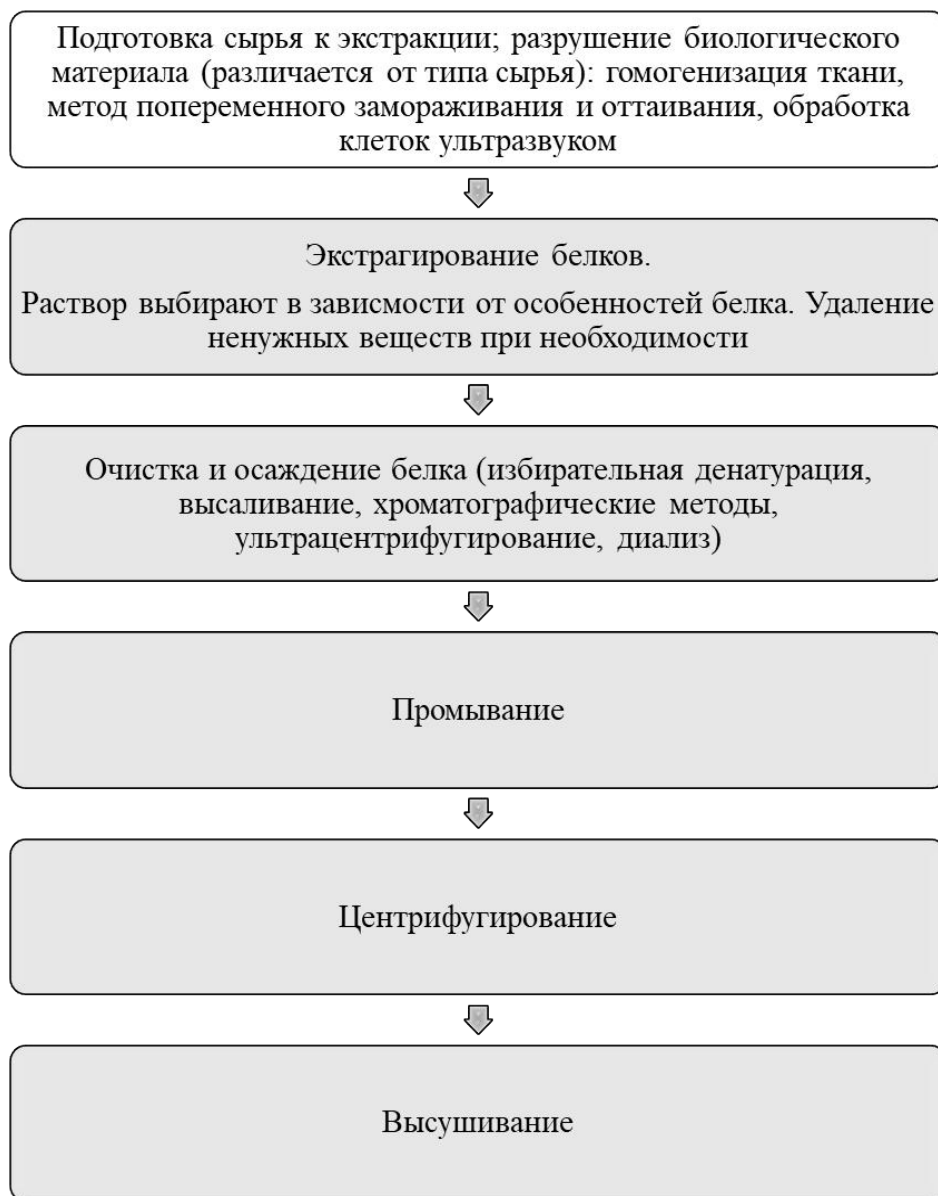 Подготовка сырья к экстракции; разрушение биологического
материала (различается от типа сырья): гомогенизация ткани,
метод попеременного замораживания и оттаивания, обработка
клеток ультразвуком
Экстрагирование белков.
Раствор выбирают в зависмости от особенностей белка. Удаление
ненужных веществ при необходимости
Очистка и осаждение белка (избирательная денатурация,
высаливание, хроматографические методы,
ультрацентрифугирование, диализ)
Промывание
Центрифугирование
Высушивание